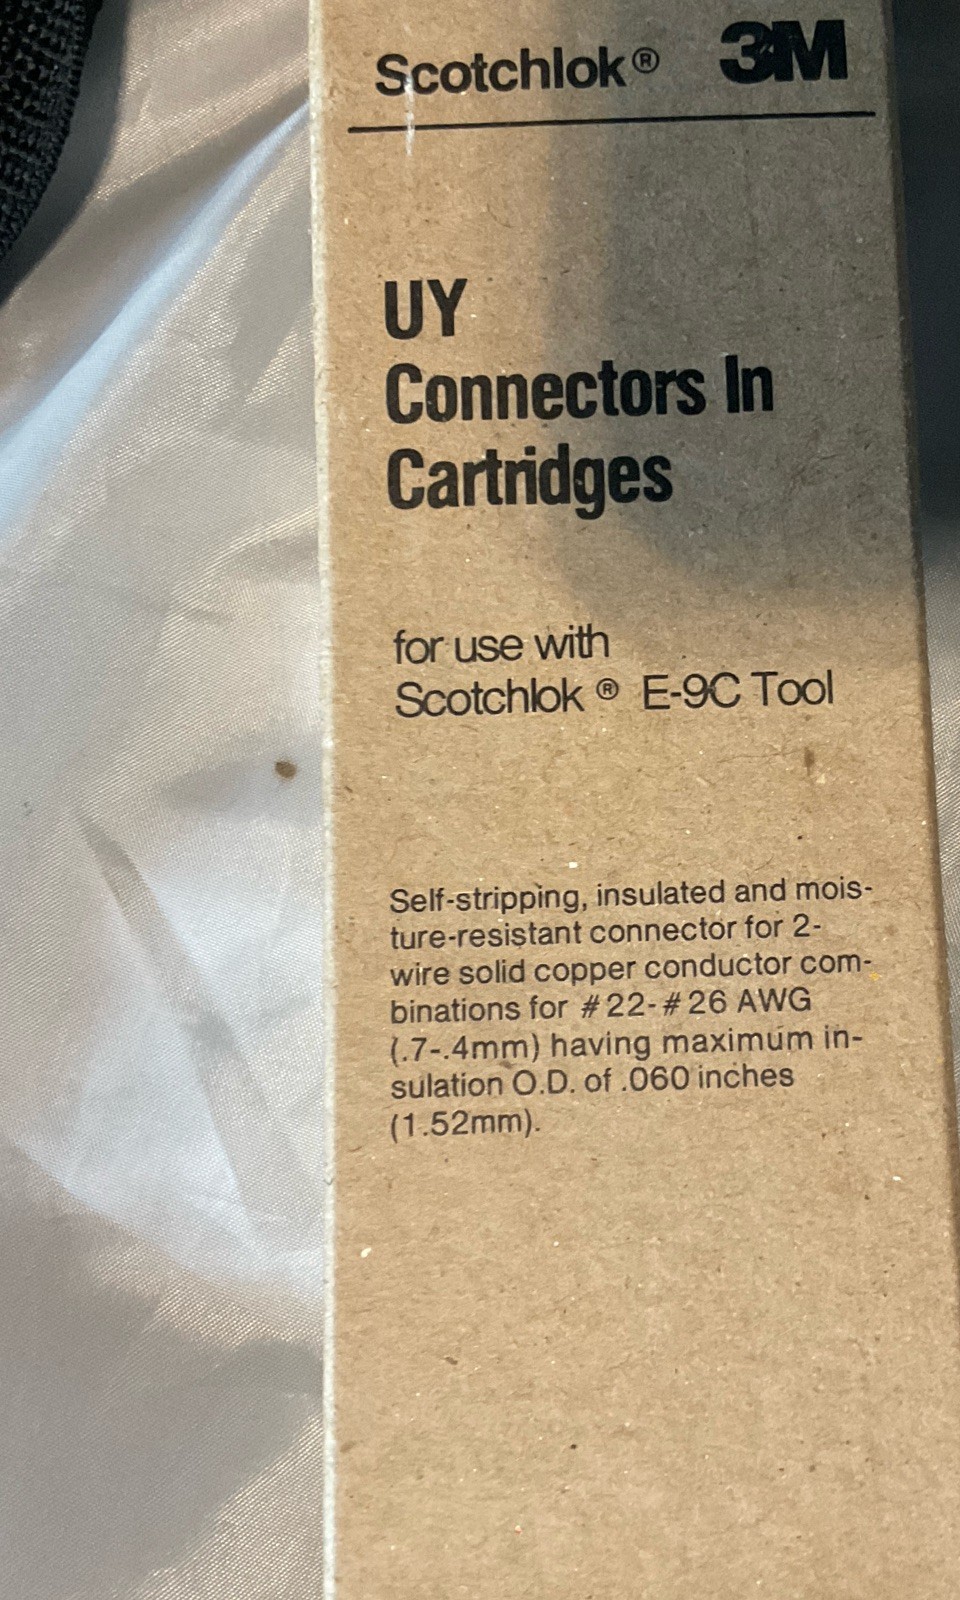 Scotchlok® 3M
UY
Connectors In
Cartridges
for use with
Scotchlok ® E-9C Tool
Self-stripping, insulated and mois-
ture-resistant connector for 2-
wire solid copper conductor com-
binations for #22-#26 AWG
(.7-.4mm) having maximum in-
sulation O.D. of .060 inches
(1.52mm).